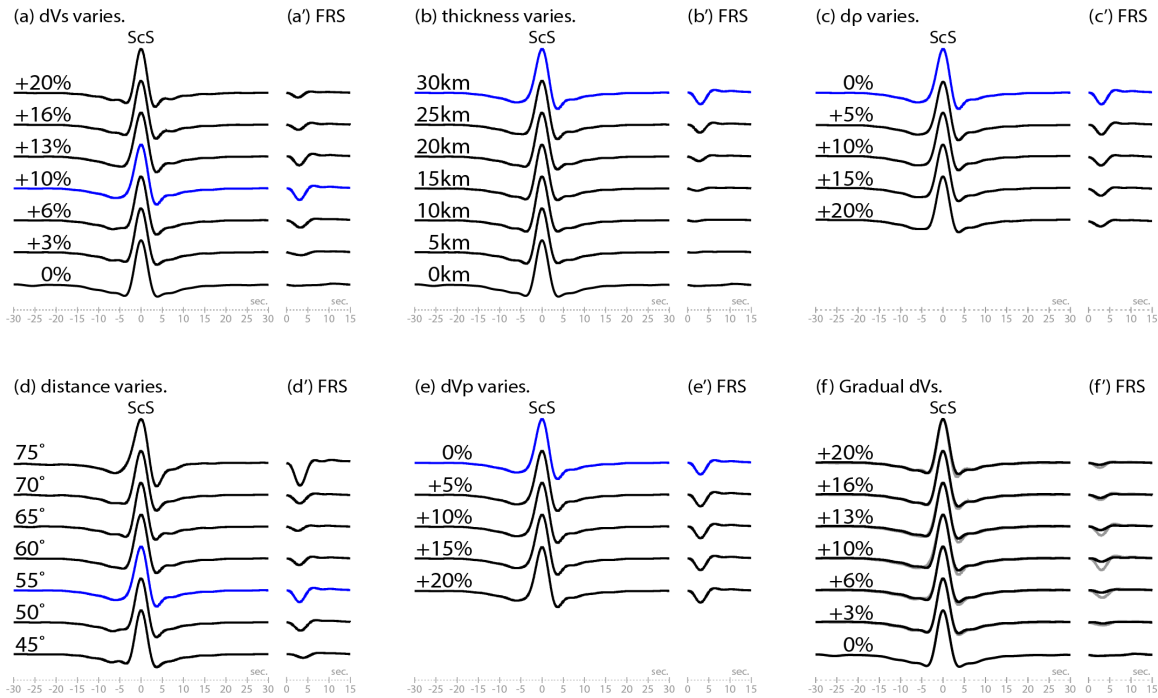 (a) dVs varies. (a') FRS
ScS
+20%
+16%
+13%
+10%
+6%
+3%
0%
sec.
-30 -25 -20 -15 -10 -5 0 5 10 15 20 25 30 0 5 10 15
(b) thickness varies. (b') FRS
ScS
30km
25km
20km
15km
10km
5km
0km
sec.
-30 -25 -20 -15 -10 -5 0 5 10 15 20 25 30 0 5 10 15
(c) dρ varies. (c') FRS
ScS
0%
+5%
+10%
+15%
+20%
sec.
-30 -25 -20 -15 -10 -5 0 5 10 15 20 25 30 0 5 10 15
(d) distance varies. (d') FRS
ScS
75°
70°
65°
60°
55°
50°
45°
sec.
-30 -25 -20 -15 -10 -5 0 5 10 15 20 25 30 0 5 10 15
(e) dVp varies. (e') FRS
ScS
0%
+5%
+10%
+15%
+20%
sec.
-30 -25 -20 -15 -10 -5 0 5 10 15 20 25 30 0 5 10 15
(f) Gradual dVs. (f') FRS
ScS
+20%
+16%
+13%
+10%
+6%
+3%
0%
sec.
-30 -25 -20 -15 -10 -5 0 5 10 15 20 25 30 0 5 10 15